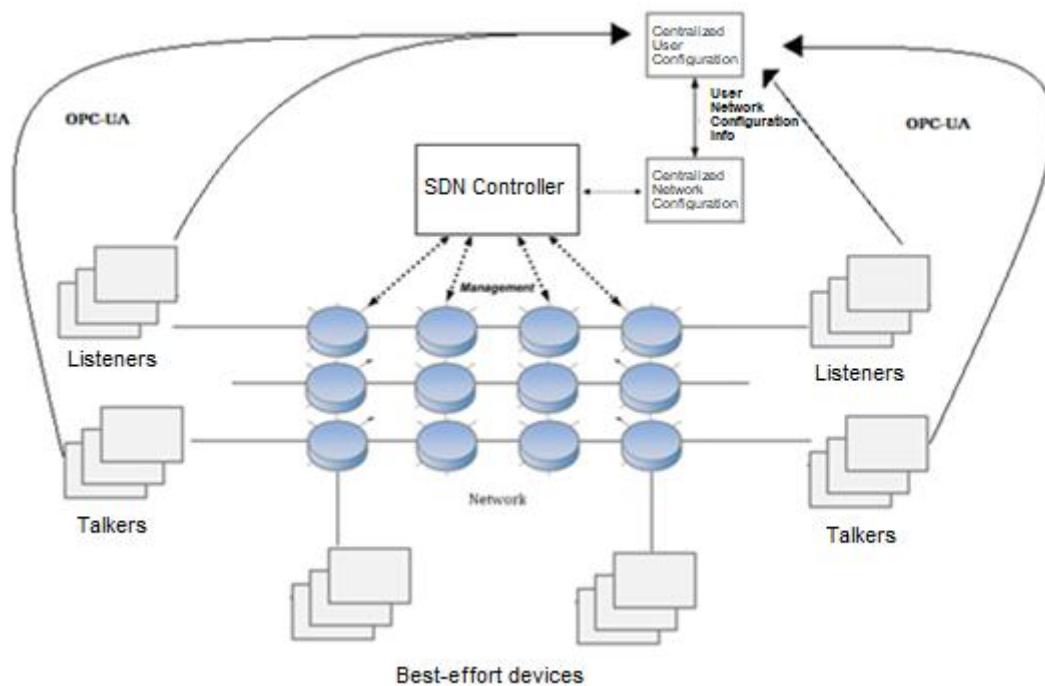 Centralized
User
Configuration
OPC-UA
User
Network
Configuration
Info
OPC-UA
SDN Controller
Centralized
Network
Configuration
Management
Listeners
Listeners
Network
Talkers
Talkers
Best-effort devices